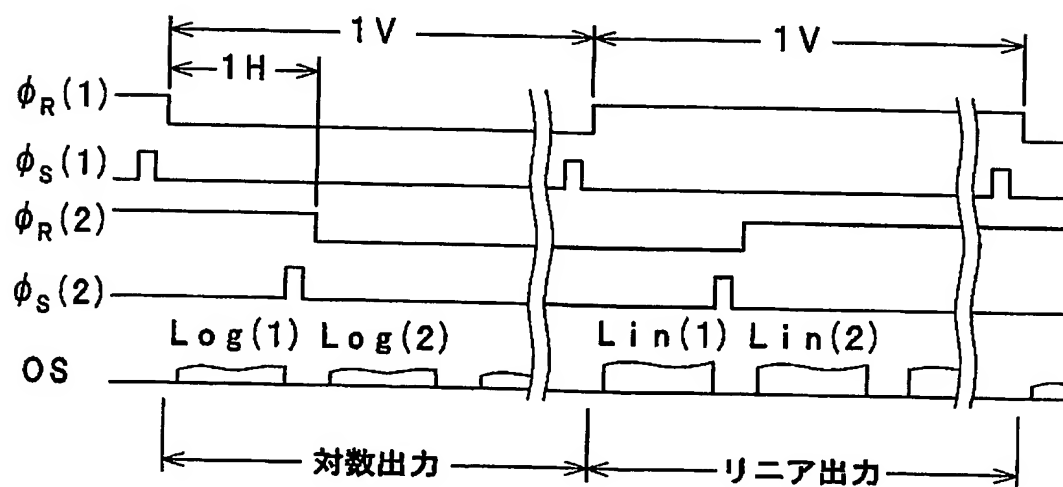 1V 1V
1H
φR(1)
φS(1)
φR(2)
φS(2)
Log(1) Log(2) Lin(1) Lin(2)
OS
対数出力 リニア出力